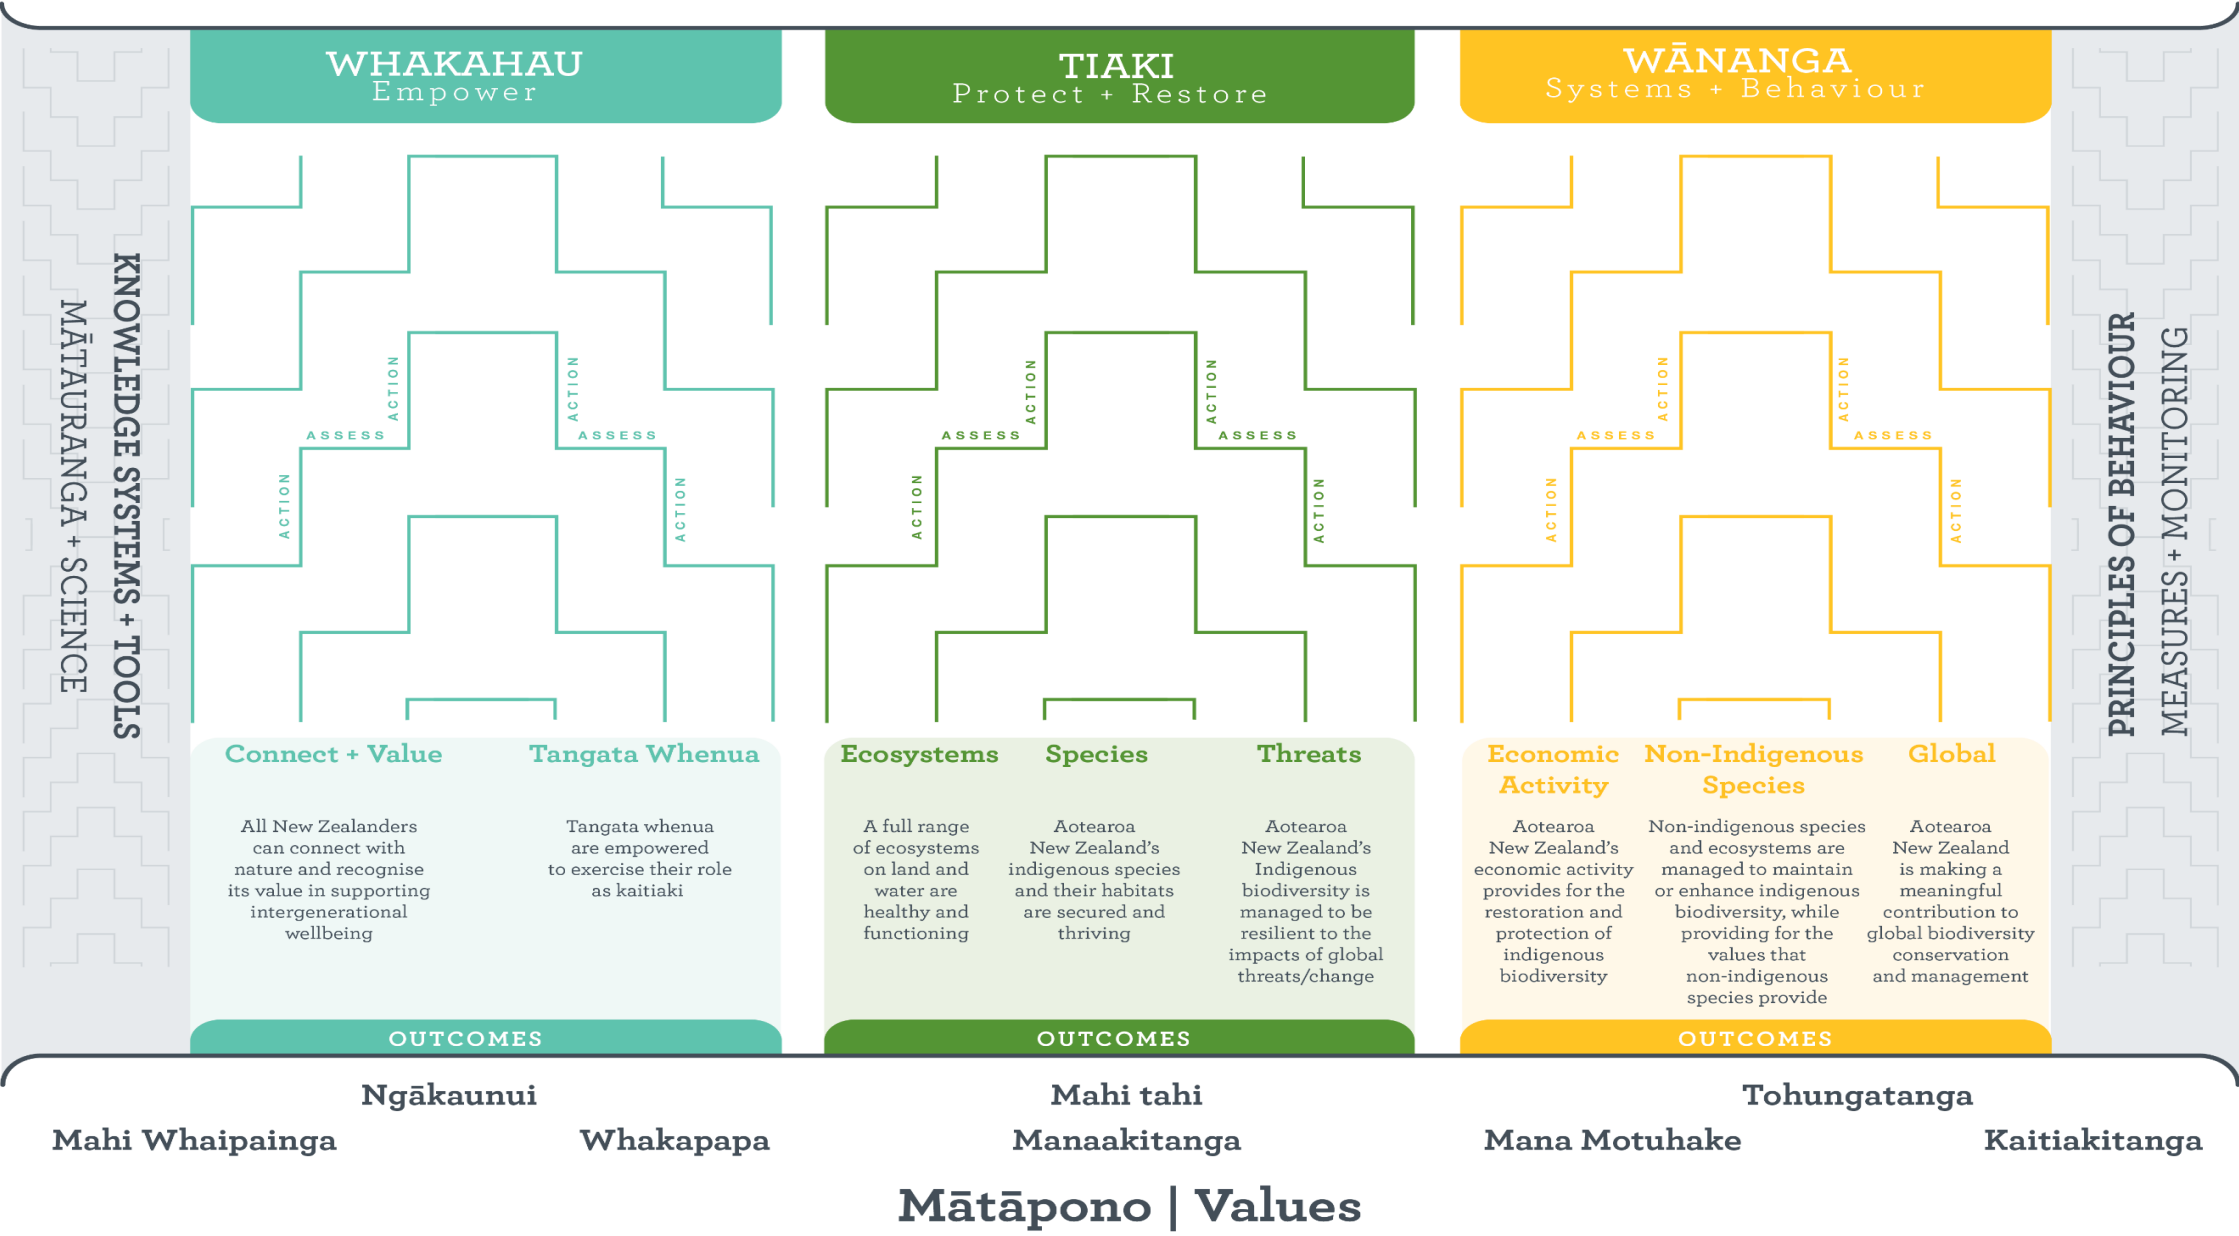 KNOWLEDGE SYSTEMS + TOOLS
MĀTAURANGA + SCIENCE
WHAKAHAU
Empower
ACTION
ACTION
ASSESS
ASSESS
ACTION
ACTION
Connect + Value
All New Zealanders
can connect with
nature and recognise
its value in supporting
intergenerational
wellbeing
Tangata Whenua
Tangata whenua
are empowered
to exercise their role
as kaitiaki
OUTCOMES
TIAKI
Protect + Restore
ACTION
ACTION
ASSESS
ASSESS
ACTION
ACTION
Ecosystems
A full range
of ecosystems
on land and
water are
healthy and
functioning
Species
Aotearoa
New Zealand's
indigenous species
and their habitats
are secured and
thriving
Threats
Aotearoa
New Zealand's
Indigenous
biodiversity is
managed to be
resilient to the
impacts of global
threats/change
OUTCOMES
WĀNANGA
Systems + Behaviour
ACTION
ACTION
ASSESS
ASSESS
ACTION
ACTION
Economic
Activity
Aotearoa
New Zealand's
economic activity
provides for the
restoration and
protection of
indigenous
biodiversity
Non-Indigenous
Species
Non-indigenous species
and ecosystems are
managed to maintain
or enhance indigenous
biodiversity, while
providing for the
values that
non-indigenous
species provide
Global
Aotearoa
New Zealand
is making a
meaningful
contribution to
global biodiversity
conservation
and management
OUTCOMES
PRINCIPLES OF BEHAVIOUR
MEASURES + MONITORING
Ngākaunui
Mahi tahi
Tohungatanga
Mahi Whaipainga
Whakapapa
Manaakitanga
Mana Motuhake
Kaitiakitanga
Mātāpono | Values